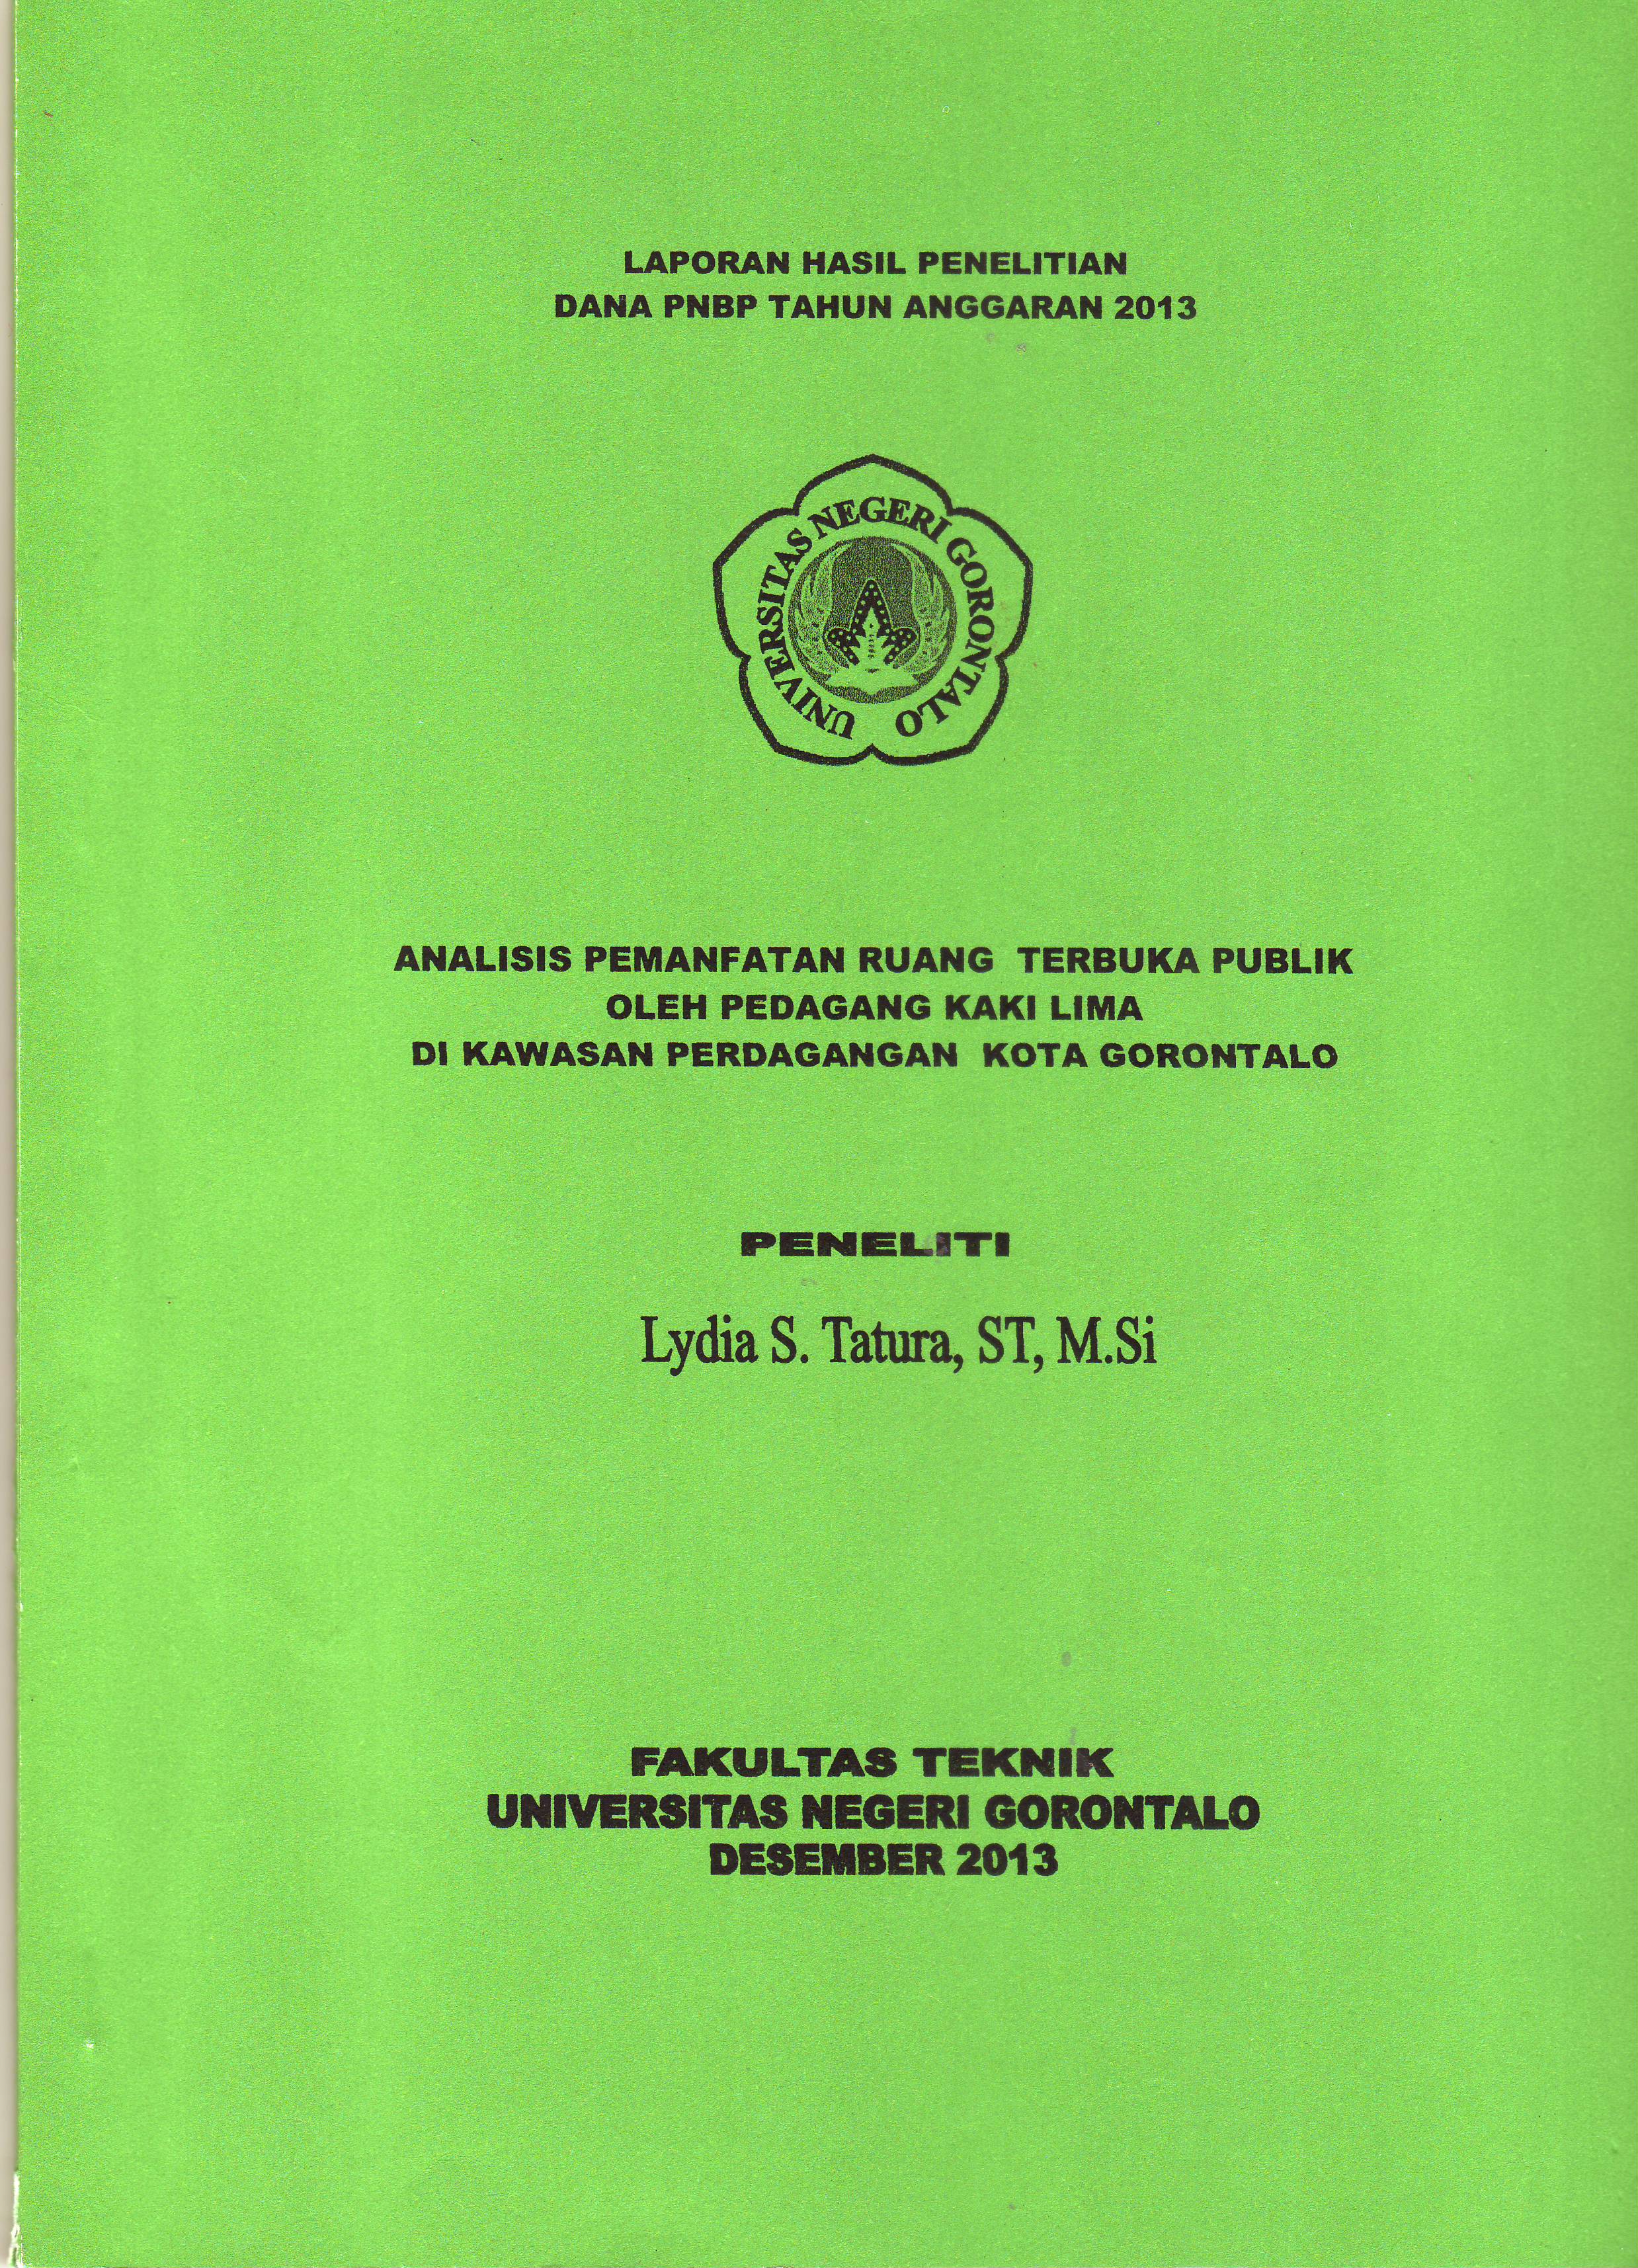 LAPORAN HASIL PENELITIAN
DANA PNBP TAHUN ANGGARAN 2013
UNIVERSITAS NEGERI GORONTALO
ANALISIS PEMANFATAN RUANG TERBUKA PUBLIK
OLEH PEDAGANG KAKI LIMA
DI KAWASAN PERDAGANGAN KOTA GORONTALO
PENELITI
Lydia S. Tatura, ST, M.Si
FAKULTAS TEKNIK
UNIVERSITAS NEGERI GORONTALO
DESEMBER 2013